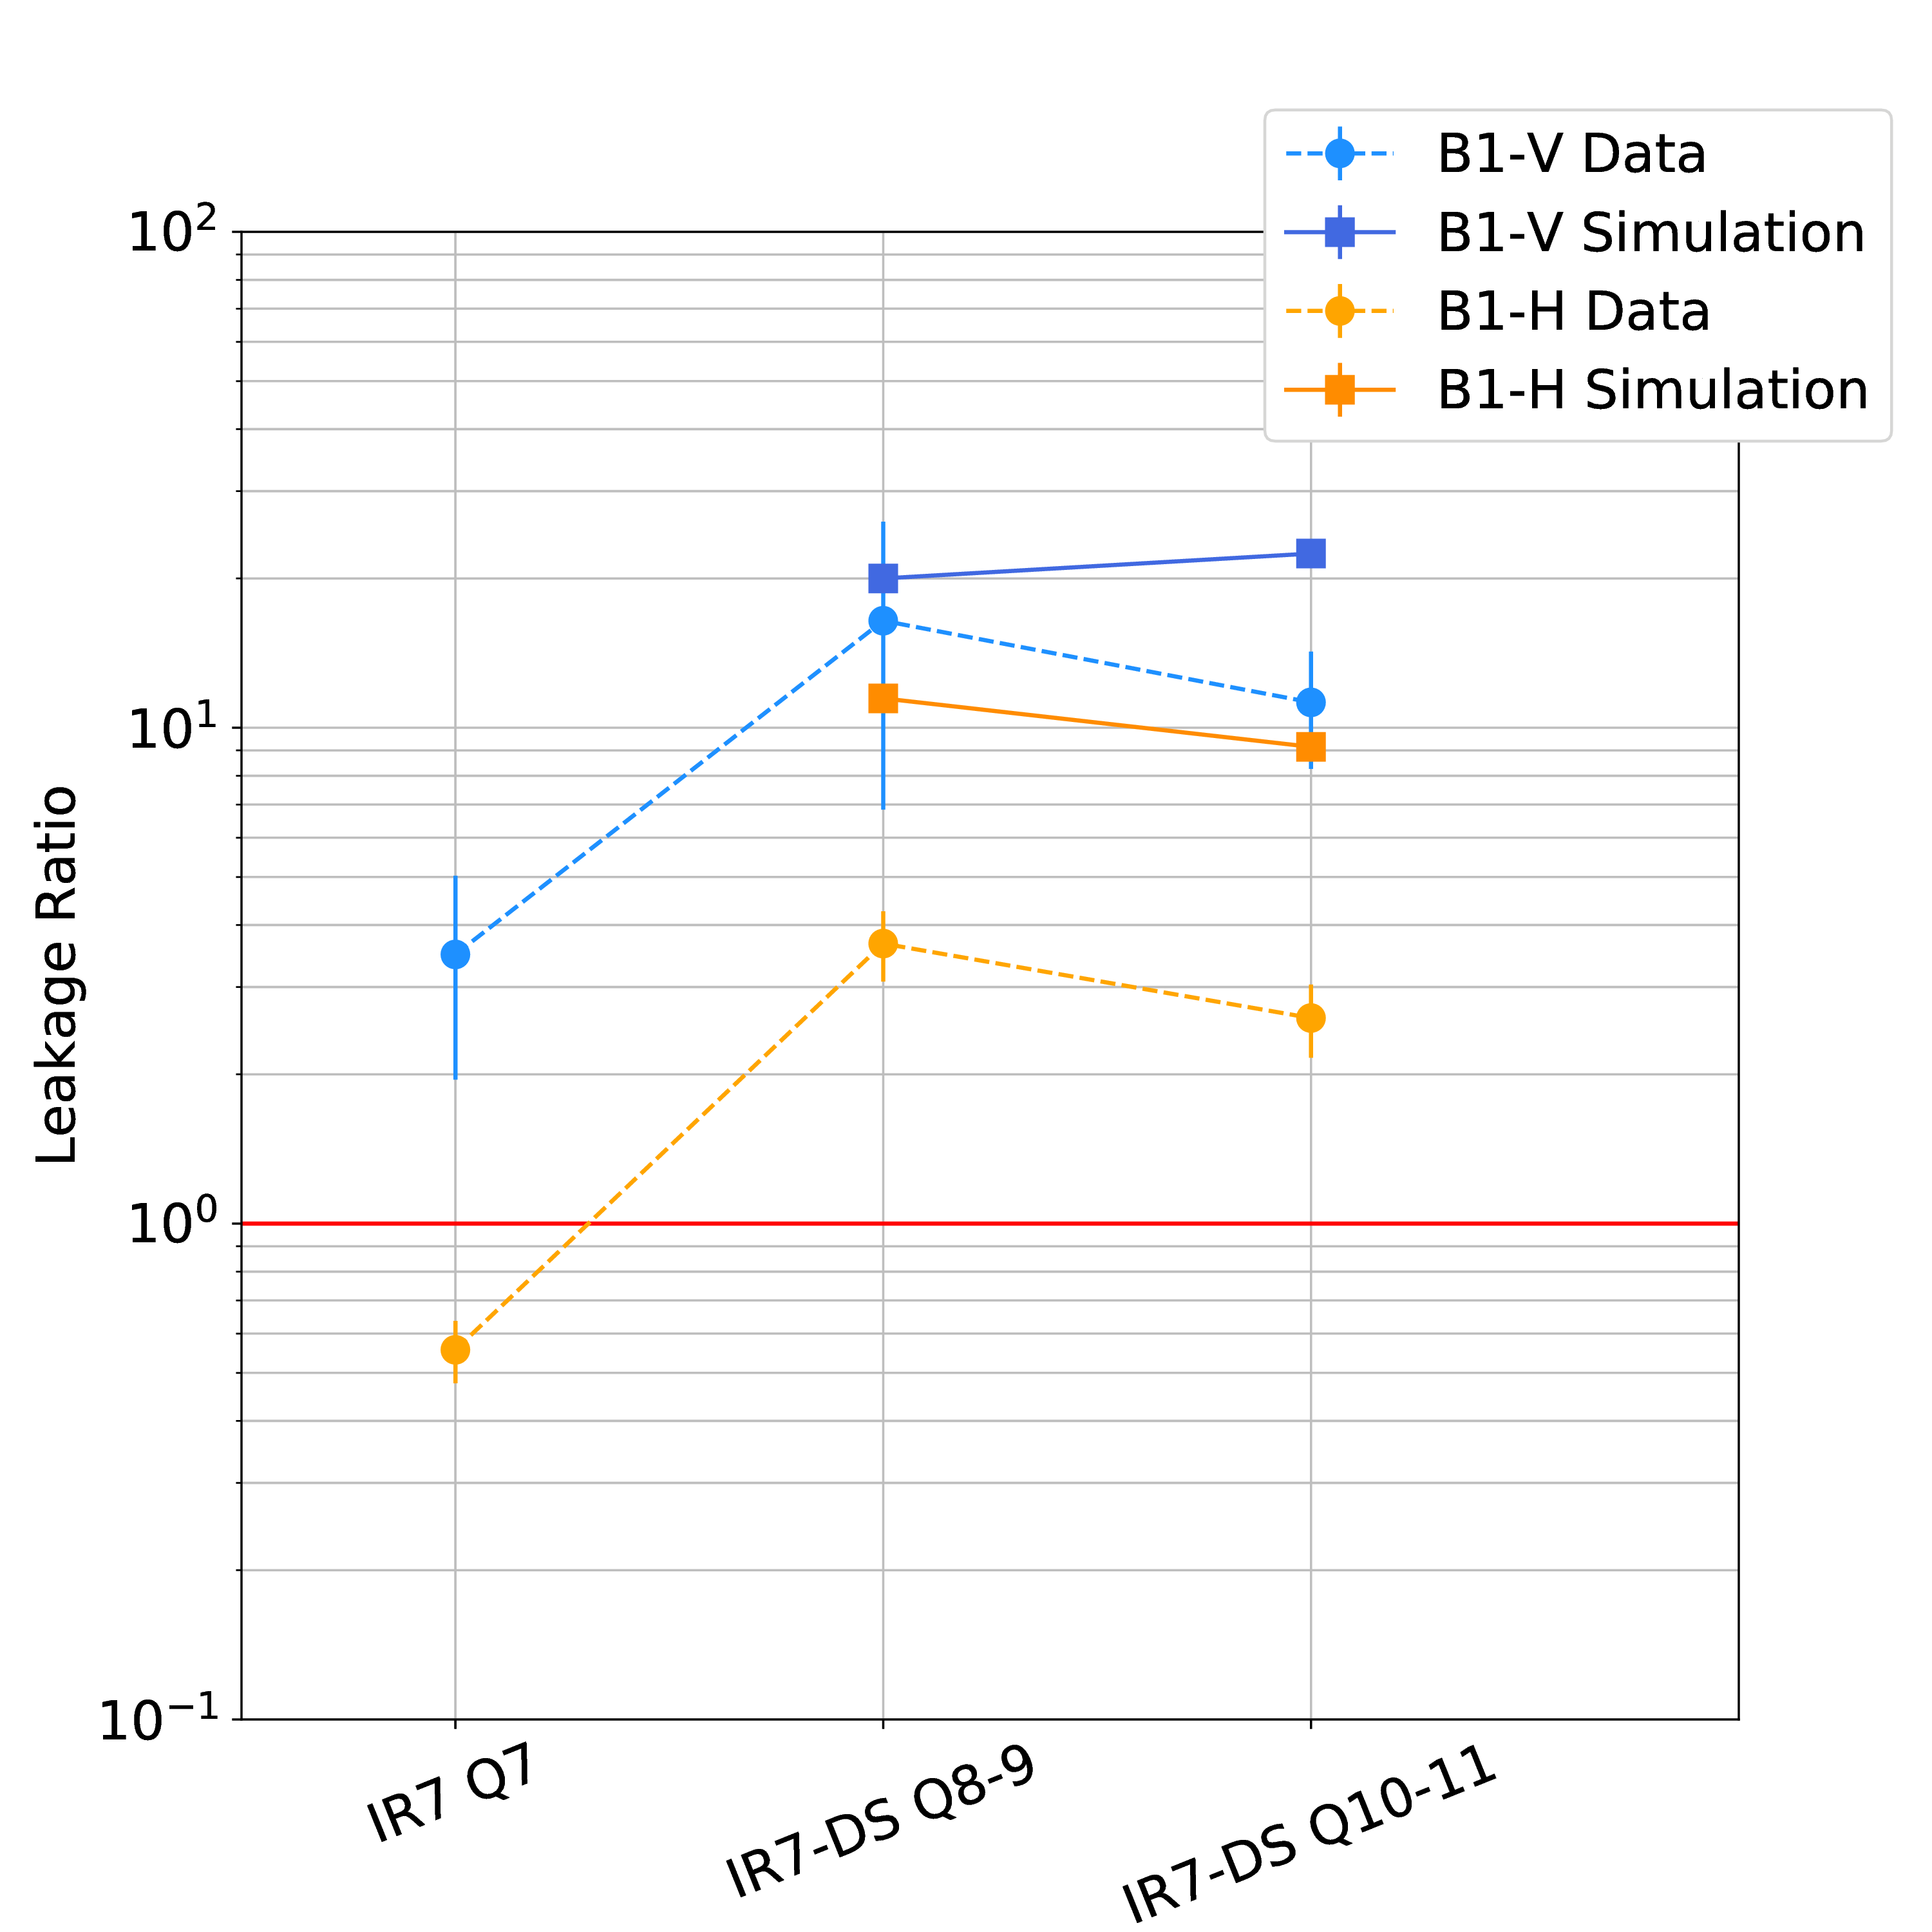 B1-V Data
B1-V Simulation
B1-H Data
B1-H Simulation
10²
10¹
10⁰
10⁻¹
Leakage Ratio
IR7 Q7
IR7-DS Q8-9
IR7-DS Q10-11